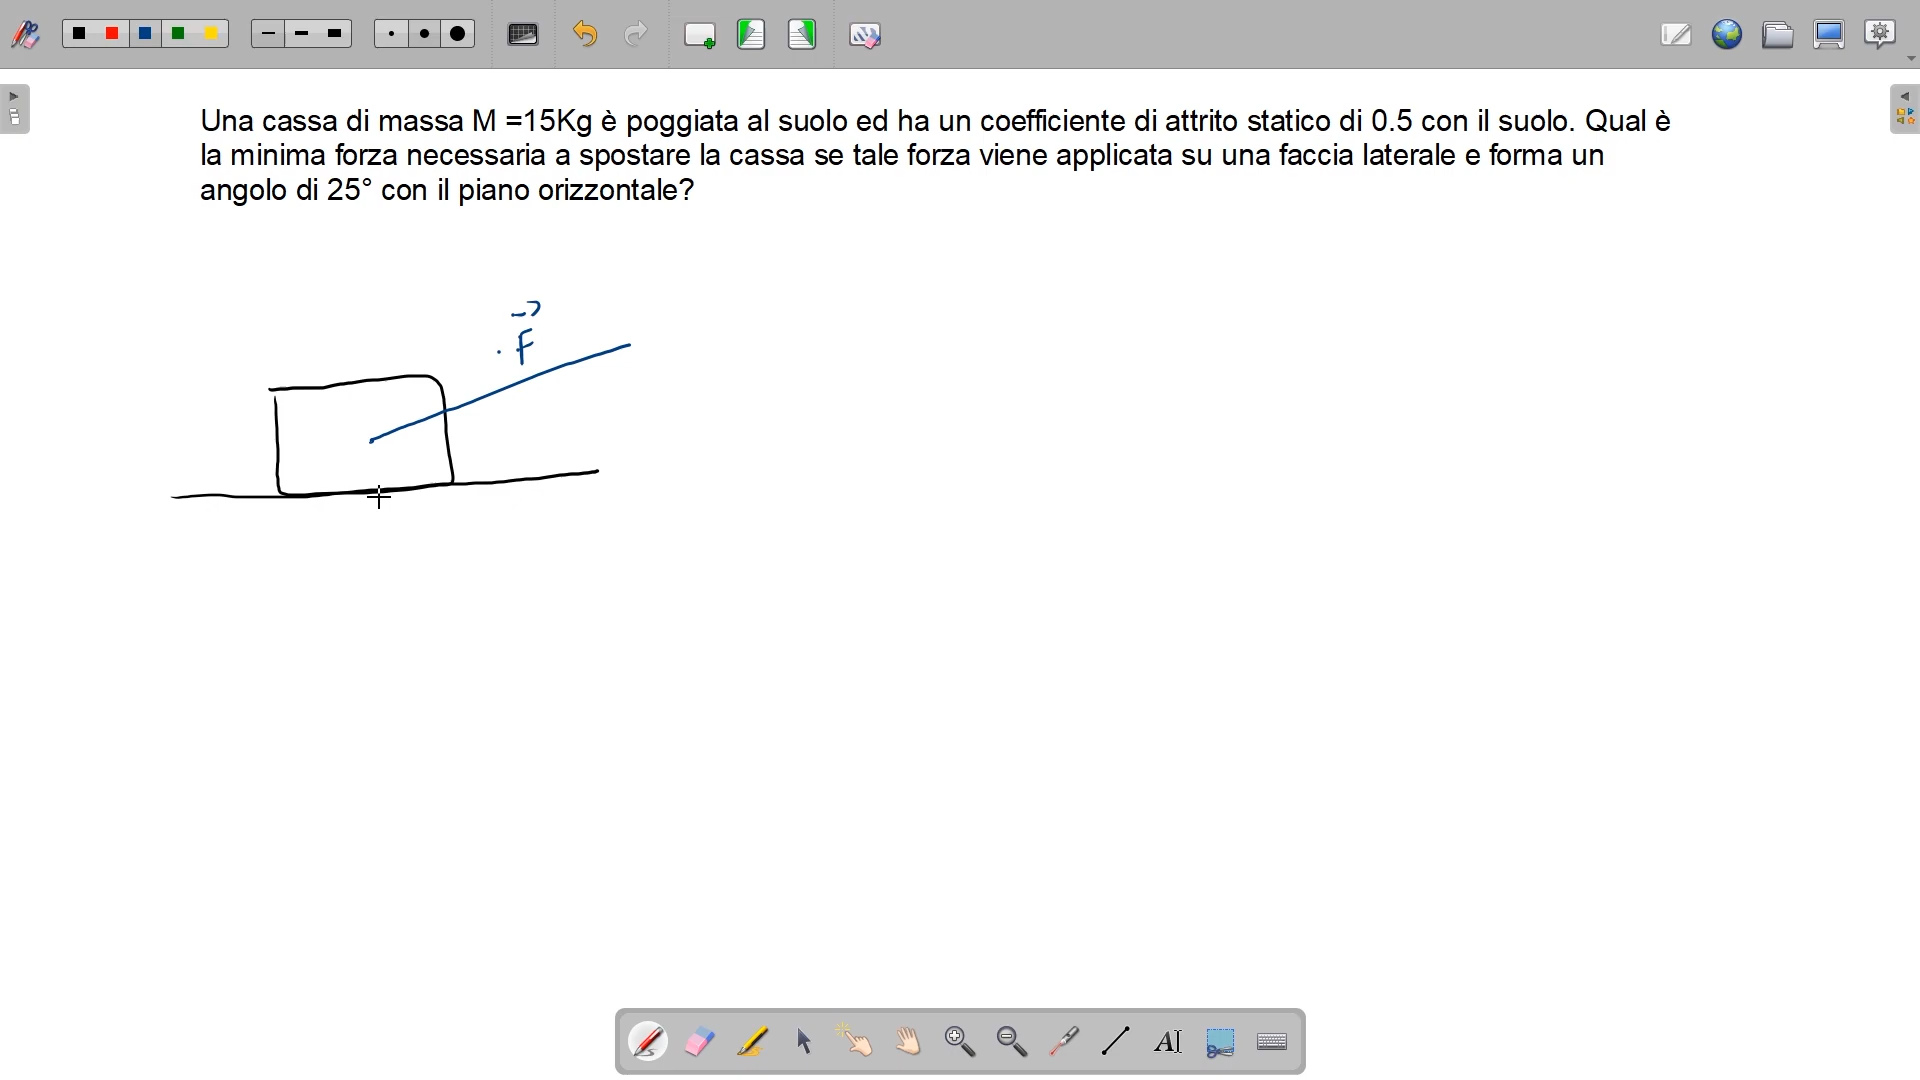 Una cassa di massa M =15Kg è poggiata al suolo ed ha un coefficiente di attrito statico di 0.5 con il suolo. Qual è
la minima forza necessaria a spostare la cassa se tale forza viene applicata su una faccia laterale e forma un
angolo di 25° con il piano orizzontale?
F